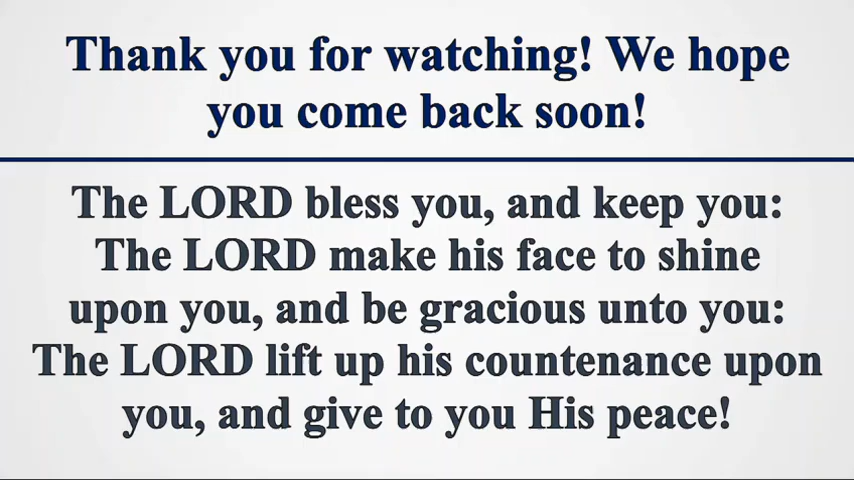 Thank you for watching! We hope
you come back soon!
The LORD bless you, and keep you:
The LORD make his face to shine
upon you, and be gracious unto you:
The LORD lift up his countenance upon
you, and give to you His peace!